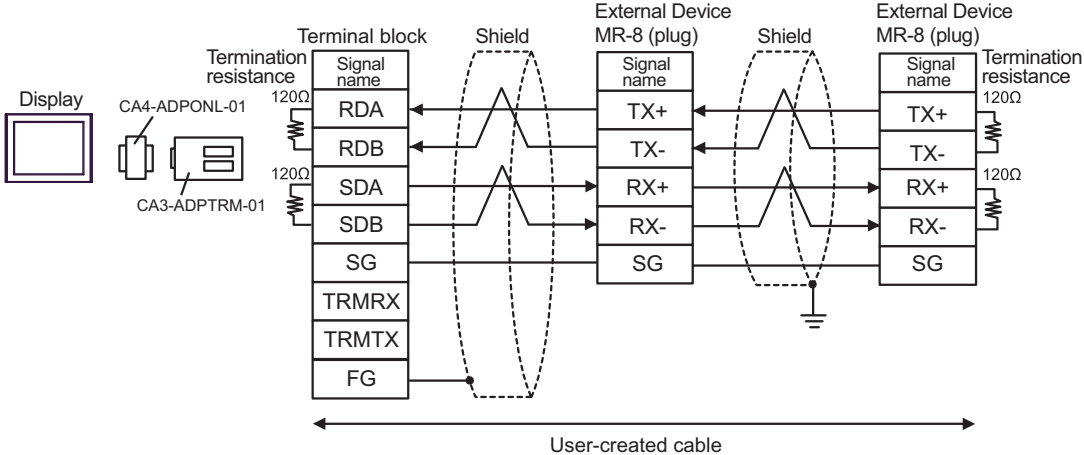 External Device
MR-8 (plug)
External Device
MR-8 (plug)
Terminal block
Shield
Shield
Termination
resistance
Termination
resistance
Signal
name
Signal
name
Signal
name
Display
CA4-ADPONL-01
CA3-ADPTRM-01
120Ω
RDA
TX+
TX+
120Ω
RDB
TX-
TX-
120Ω
SDA
RX+
RX+
120Ω
SDB
RX-
RX-
SG
SG
SG
TRMRX
TRMTX
FG
User-created cable